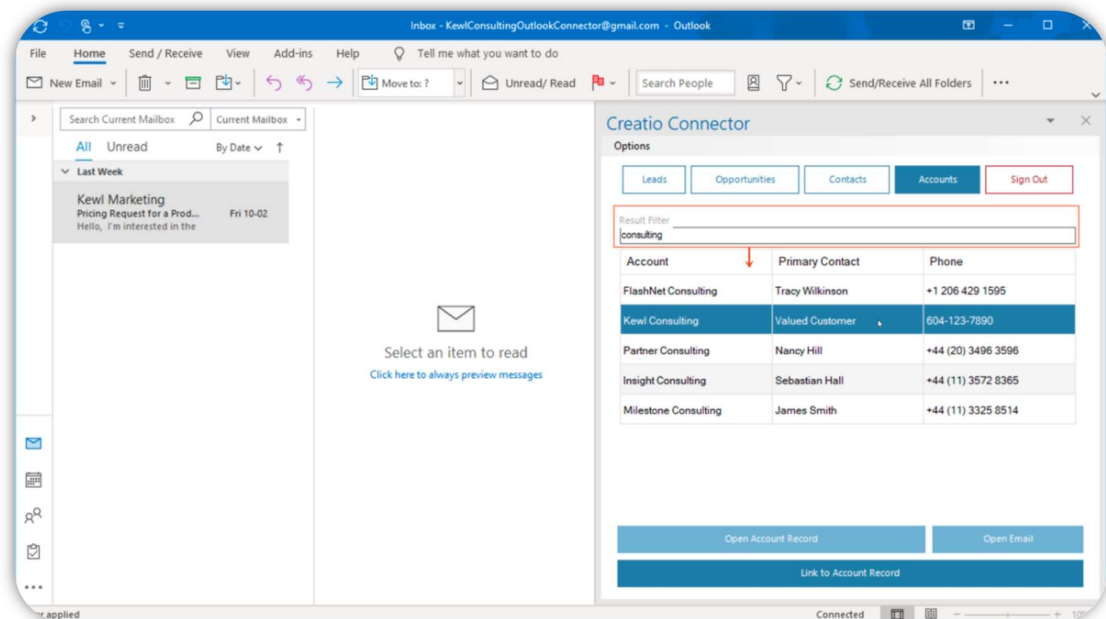 Inbox - KewlConsultingOutlookConnector@gmail.com - Outlook
File Home Send / Receive View Add-ins Help Tell me what you want to do
New Email Move to: ? Unread/ Read Search People Send/Receive All Folders
Search Current Mailbox Current Mailbox
All Unread By Date
Last Week
Kewl Marketing
Pricing Request for a Prod... Fri 10-02
Hello, I'm interested in the
Select an item to read
Click here to always preview messages
Creatio Connector
Options
Leads Opportunities Contacts Accounts Sign Out
Result Filter
consulting
Account Primary Contact Phone
FlashNet Consulting Tracy Wilkinson +1 206 429 1595
Kewl Consulting Valued Customer 604-123-7890
Partner Consulting Nancy Hill +44 (20) 3496 3596
Insight Consulting Sebastian Hall +44 (11) 3572 8365
Milestone Consulting James Smith +44 (11) 3325 8514
Open Account Record Open Email
Link to Account Record
applied Connected